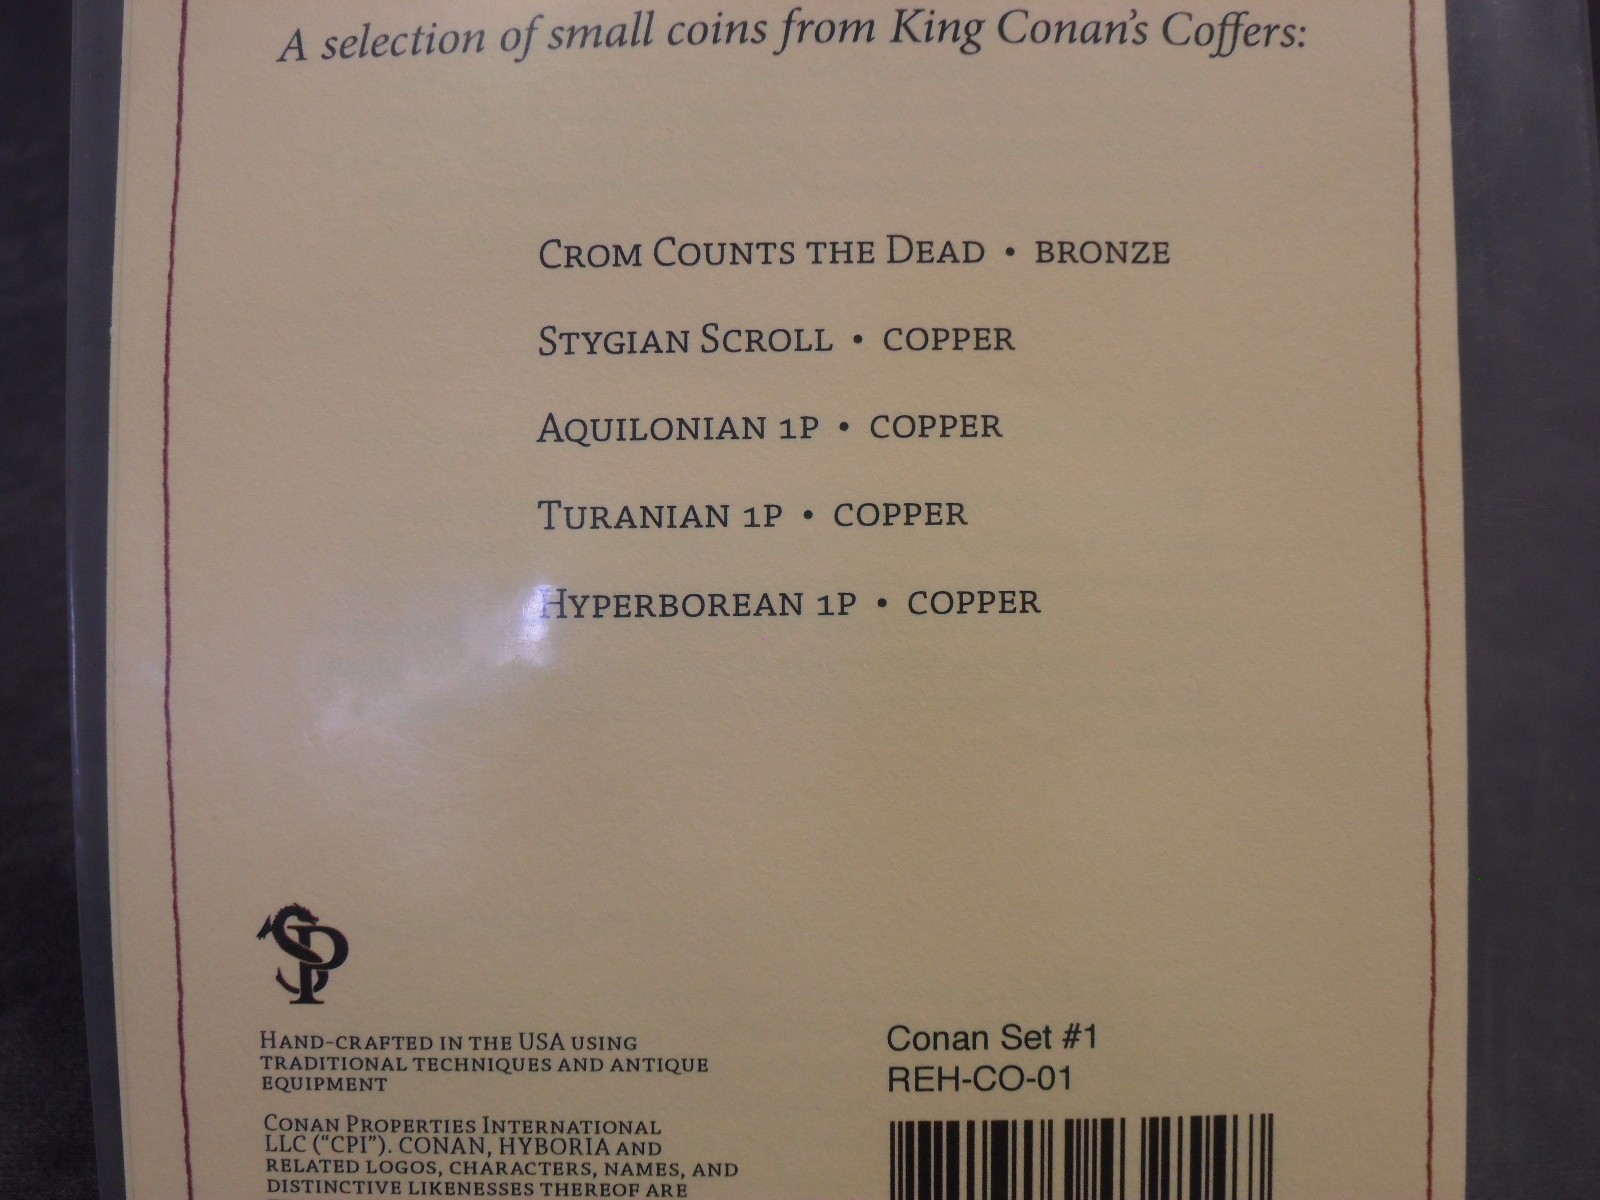 A selection of small coins from King Conan's Coffers:
Crom Counts the Dead • bronze
Stygian Scroll • copper
Aquilonian 1p • copper
Turanian 1p • copper
Hyperborean 1p • copper
SP
Hand-crafted in the USA using
traditional techniques and antique
equipment
Conan Properties International
LLC ("CPI"). CONAN, HYBORIA and
related logos, characters, names, and
distinctive likenesses thereof are
Conan Set #1
REH-CO-01